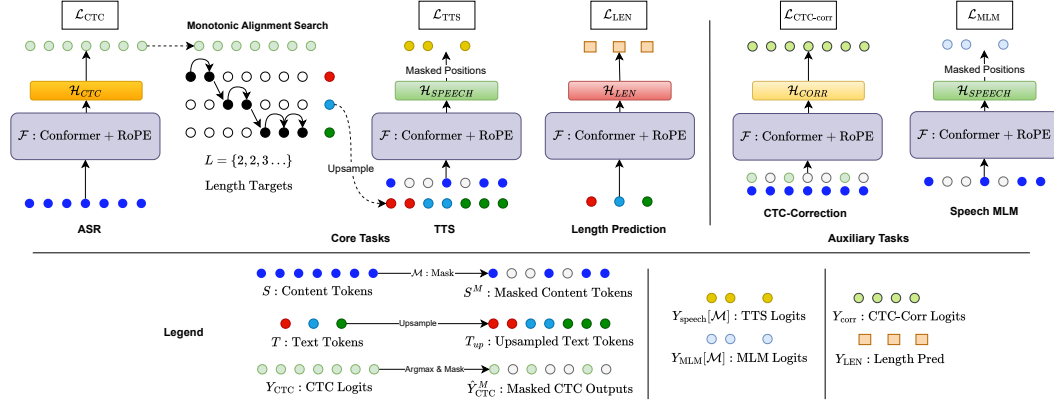 L_CTC
Monotonic Alignment Search
L_TTS
L_LEN
L_CTC-corr
L_MLM
Masked Positions
Masked Positions
H_CTC
H_SPEECH
H_LEN
H_CORR
H_SPEECH
F : Conformer + RoPE
F : Conformer + RoPE
F : Conformer + RoPE
F : Conformer + RoPE
F : Conformer + RoPE
L = {2, 2, 3 ...}
Length Targets
Upsample
ASR
TTS
Length Prediction
CTC-Correction
Speech MLM
Core Tasks
Auxiliary Tasks
Legend
S : Content Tokens
M : Mask
S^M : Masked Content Tokens
T : Text Tokens
Upsample
T_up : Upsampled Text Tokens
Y_CTC : CTC Logits
Argmax & Mask
Ŷ^M_CTC : Masked CTC Outputs
Y_speech[M] : TTS Logits
Y_MLM[M] : MLM Logits
Y_corr : CTC-Corr Logits
Y_LEN : Length Pred